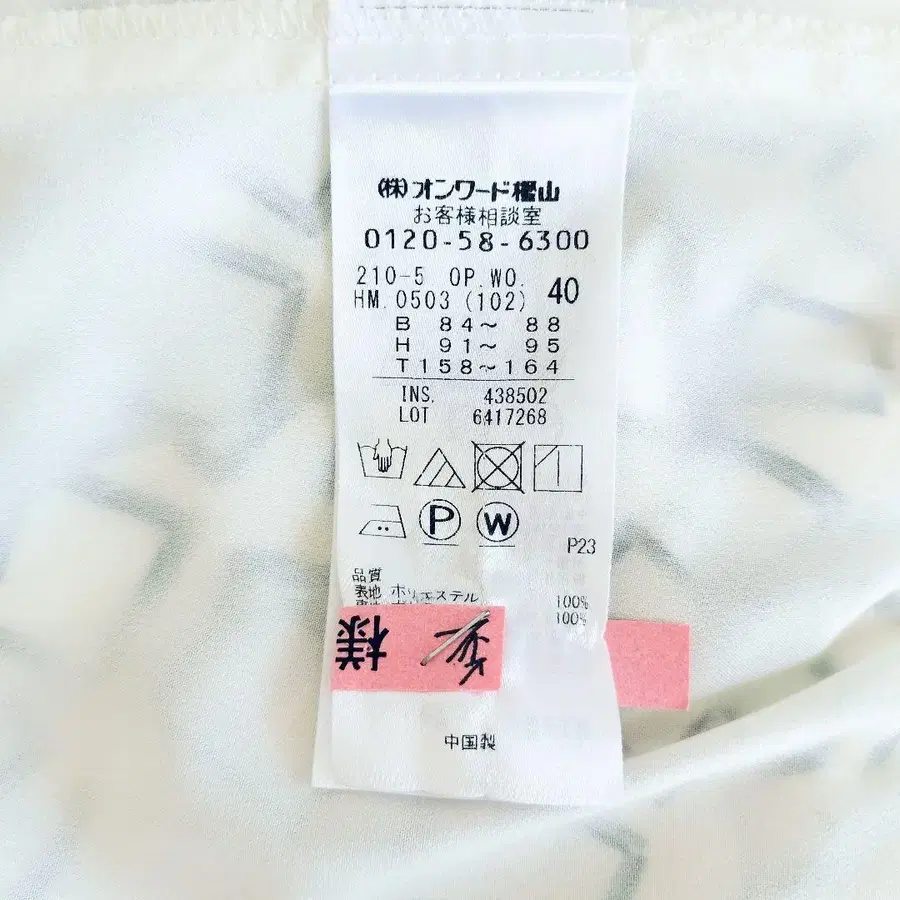 (株)オンワード樫山
お客様相談室
0120-58-6300
210-5 OP.WO.
HM.0503 (102) 40
B 84～ 88
H 91～ 95
T158～164
INS. 438502
LOT 6417268
P
W
P23
品質
表地 ポリエステル 100%
100%
様
中国製